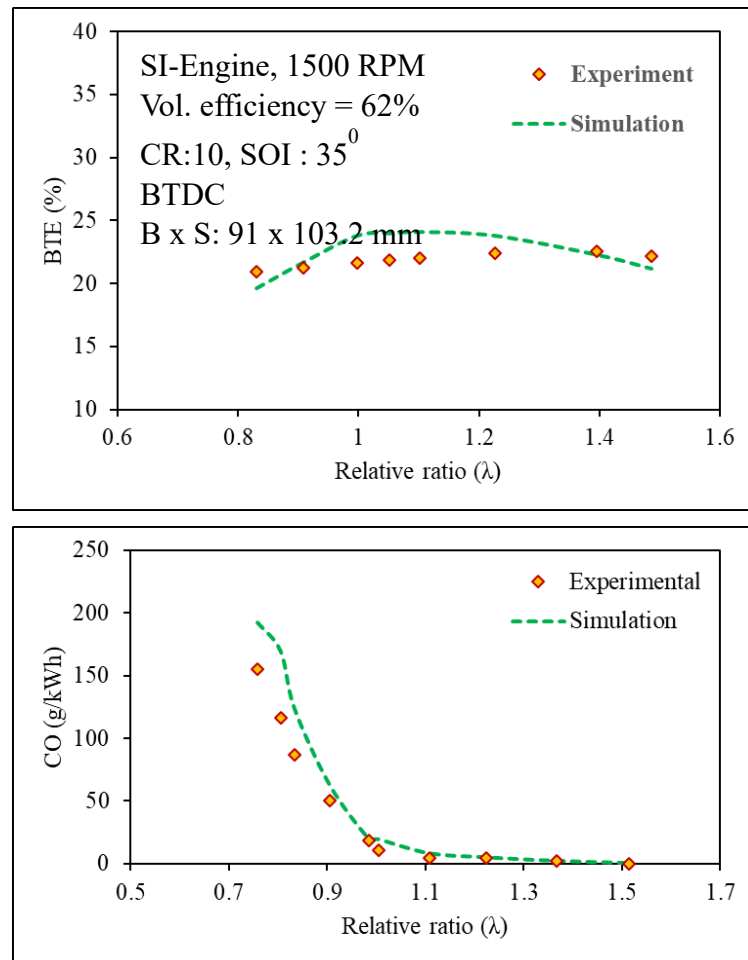 40
35
30
25
20
15
10
BTE (%)
SI-Engine, 1500 RPM
Vol. efficiency = 62%
CR:10, SOI : 35⁰
BTDC
B x S: 91 x 103.2 mm
Experiment
Simulation
0.6 0.8 1 1.2 1.4 1.6
Relative ratio (λ)
250
200
150
100
50
0
CO (g/kWh)
Experimental
Simulation
0.5 0.7 0.9 1.1 1.3 1.5 1.7
Relative ratio (λ)